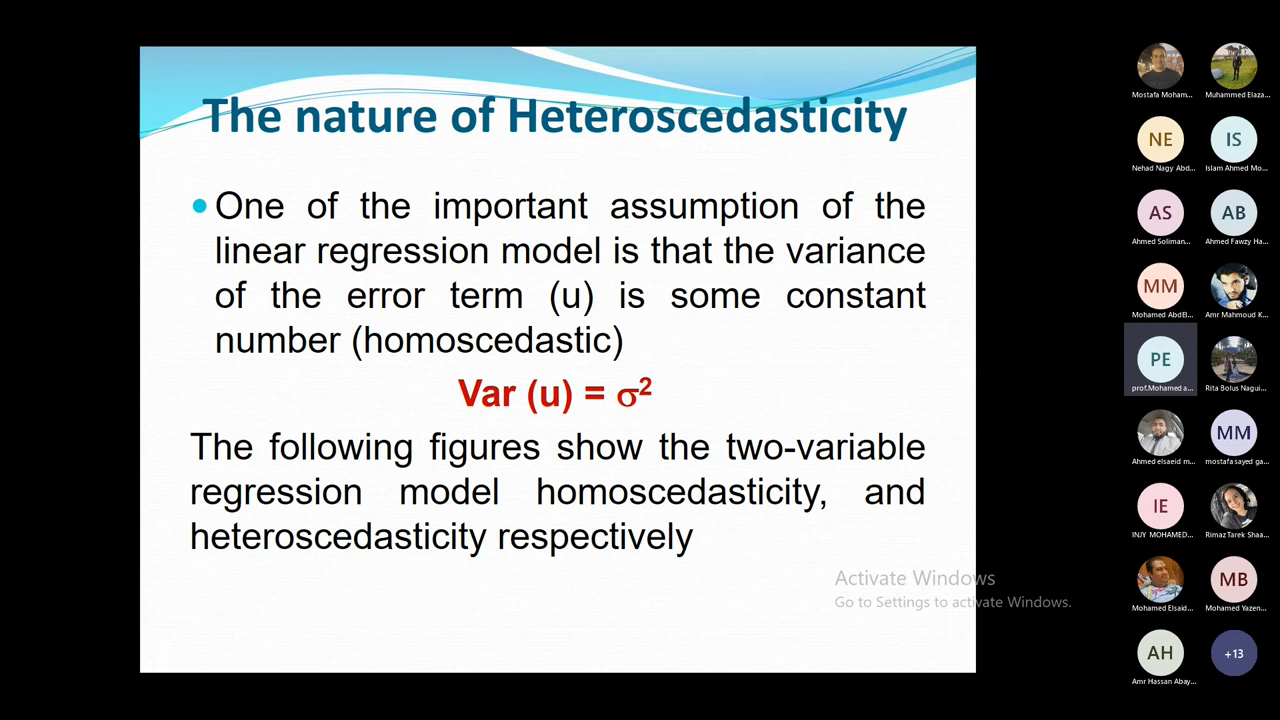 The nature of Heteroscedasticity
• One of the important assumption of the
linear regression model is that the variance
of the error term (u) is some constant
number (homoscedastic)
Var (u) = σ²
The following figures show the two-variable
regression model homoscedasticity, and
heteroscedasticity respectively
Activate Windows
Go to Settings to activate Windows.
Mostafa Moham...
Muhammed Elaza...
NE
Nehad Nagy Abd...
IS
Islam Ahmed Mo...
AS
Ahmed Soliman...
AB
Ahmed Fawzy Ha...
MM
Mohamed AbdEl...
Amr Mahmoud K...
PE
prof.Mohamed a...
Rita Bolus Nagui...
Ahmed elsaeid m...
MM
mostafa sayed ga...
IE
INJY MOHAMED...
Rimaz Tarek Shaa...
Mohamed Elsaid...
MB
Mohamed Yazen...
AH
Amr Hassan Abay...
+13